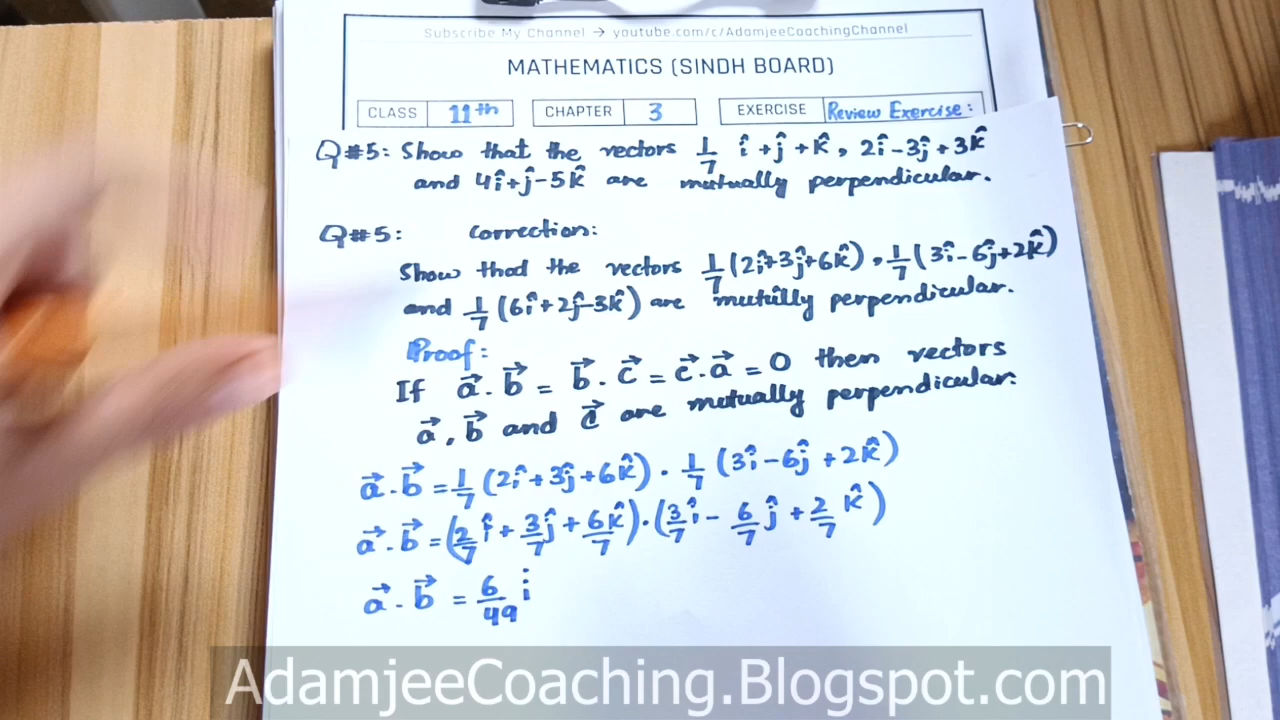 Subscribe My Channel → youtube.com/c/AdamjeeCoachingChannel
MATHEMATICS (SINDH BOARD)
CLASS 11th CHAPTER 3 EXERCISE Review Exercise:
Q#5: Show that the vectors 1/7 î+ĵ+k̂, 2î-3ĵ+3k̂
and 4î+ĵ-5k̂ are mutually perpendicular.
Q#5: Correction:
Show that the vectors 1/7(2î+3ĵ+6k̂), 1/7(3î-6ĵ+2k̂)
and 1/7(6î+2ĵ-3k̂) are mutully perpendicular.
Proof:
If a⃗.b⃗ = b⃗.c⃗ = c⃗.a⃗ = 0 then vectors
a⃗, b⃗ and c⃗ are mutually perpendicular.
a⃗.b⃗ = 1/7(2î+3ĵ+6k̂) . 1/7(3î-6ĵ+2k̂)
a⃗.b⃗ = (2/7 î + 3/7 ĵ + 6/7 k̂).(3/7 î - 6/7 ĵ + 2/7 k̂)
a⃗.b⃗ = 6/49 i
AdamjeeCoaching.Blogspot.com